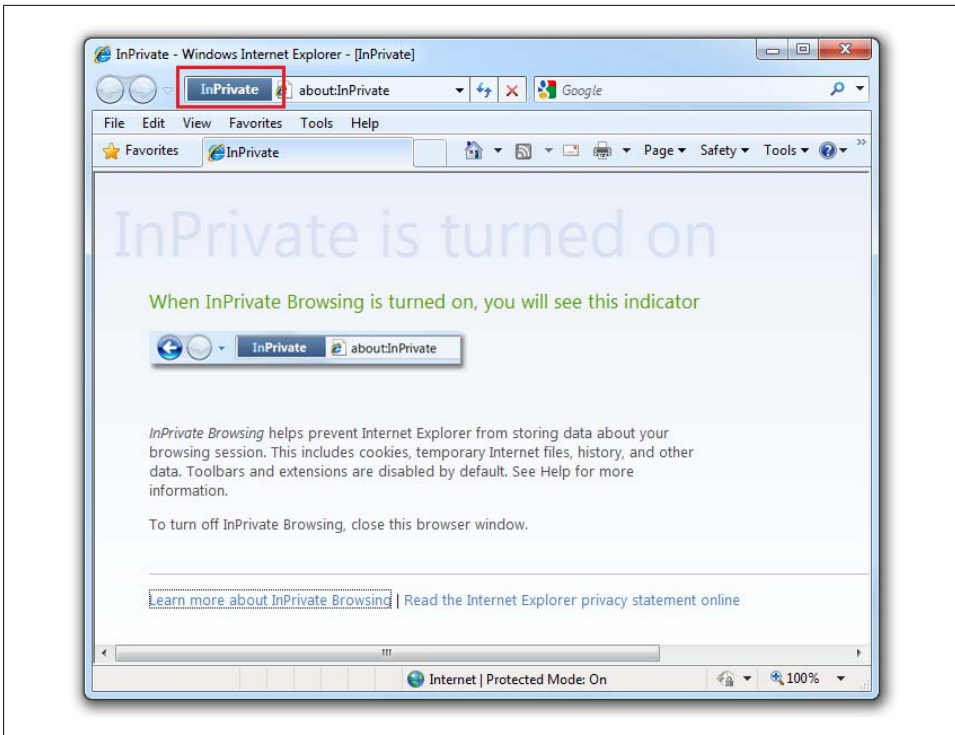 InPrivate - Windows Internet Explorer - [InPrivate]
InPrivate about:InPrivate Google
File Edit View Favorites Tools Help
Favorites InPrivate Page Safety Tools
InPrivate is turned on
When InPrivate Browsing is turned on, you will see this indicator
InPrivate about:InPrivate
InPrivate Browsing helps prevent Internet Explorer from storing data about your
browsing session. This includes cookies, temporary Internet files, history, and other
data. Toolbars and extensions are disabled by default. See Help for more
information.
To turn off InPrivate Browsing, close this browser window.
Learn more about InPrivate Browsing | Read the Internet Explorer privacy statement online
Internet | Protected Mode: On 100%